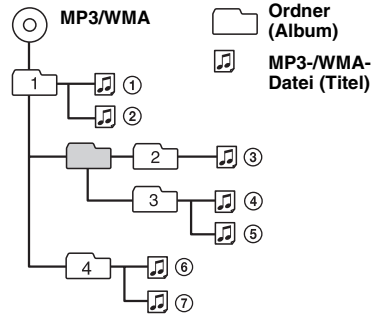 MP3/WMA
Ordner
(Album)
MP3-/WMA-
Datei (Titel)
1
①
②
2
③
3
④
⑤
4
⑥
⑦